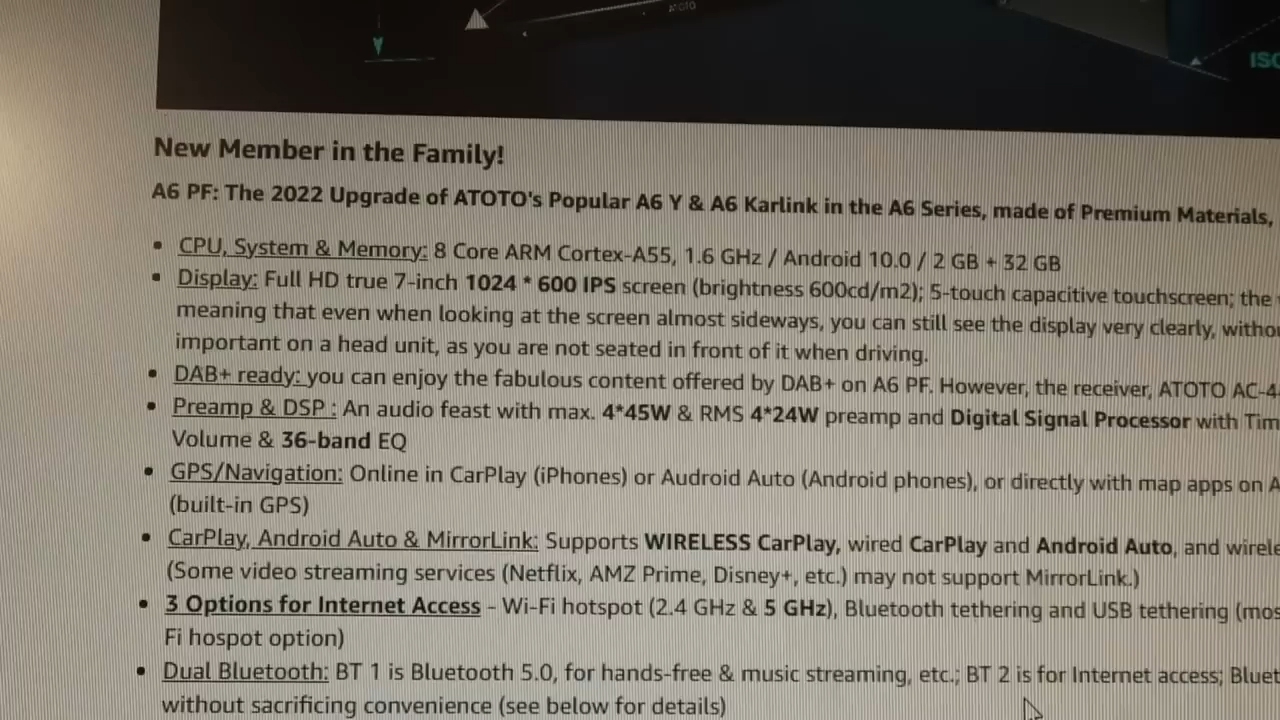 ISO
New Member in the Family!
A6 PF: The 2022 Upgrade of ATOTO's Popular A6 Y & A6 Karlink in the A6 Series, made of Premium Materials,
• CPU, System & Memory: 8 Core ARM Cortex-A55, 1.6 GHz / Android 10.0 / 2 GB + 32 GB
• Display: Full HD true 7-inch 1024 * 600 IPS screen (brightness 600cd/m2); 5-touch capacitive touchscreen; the
meaning that even when looking at the screen almost sideways, you can still see the display very clearly,
important on a head unit, as you are not seated in front of it when driving.
• DAB+ ready: you can enjoy the fabulous content offered by DAB+ on A6 PF. However, the receiver, ATOTO AC-4
• Preamp & DSP : An audio feast with max. 4*45W & RMS 4*24W preamp and Digital Signal Processor with Tim
Volume & 36-band EQ
• GPS/Navigation: Online in CarPlay (iPhones) or Audroid Auto (Android phones), or directly with map apps on A
(built-in GPS)
• CarPlay, Android Auto & MirrorLink: Supports WIRELESS CarPlay, wired CarPlay and Android Auto, and wirele
(Some video streaming services (Netflix, AMZ Prime, Disney+, etc.) may not support MirrorLink.)
• 3 Options for Internet Access – Wi-Fi hotspot (2.4 GHz & 5 GHz), Bluetooth tethering and USB tethering (mos
Fi hospot option)
• Dual Bluetooth: BT 1 is Bluetooth 5.0, for hands-free & music streaming, etc.; BT 2 is for Internet access; Bluet
without sacrificing convenience (see below for details)